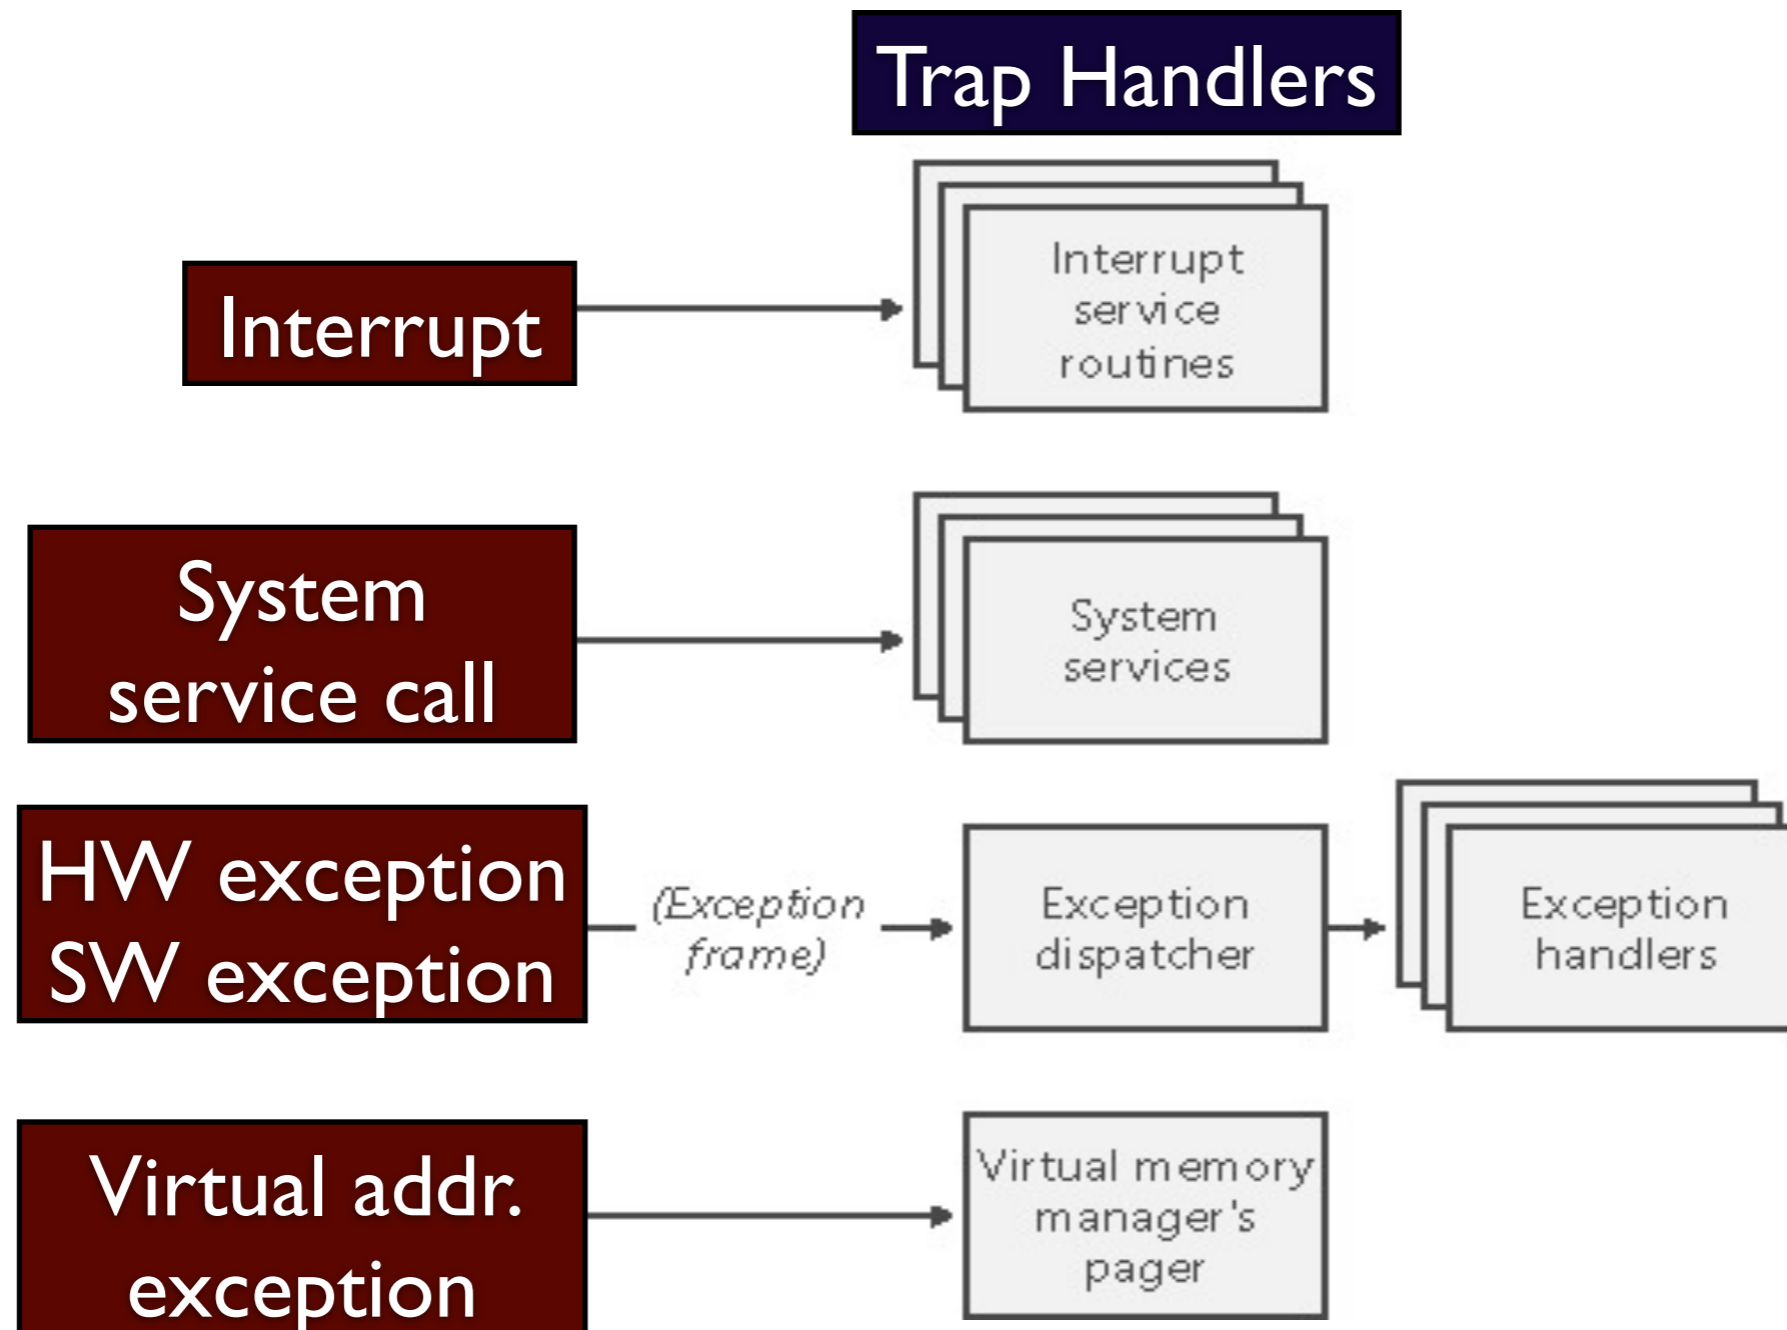 Trap Handlers
Interrupt
Interrupt
service
routines
System
service call
System
services
HW exception
SW exception
(Exception
frame)
Exception
dispatcher
Exception
handlers
Virtual addr.
exception
Virtual memory
manager's
pager